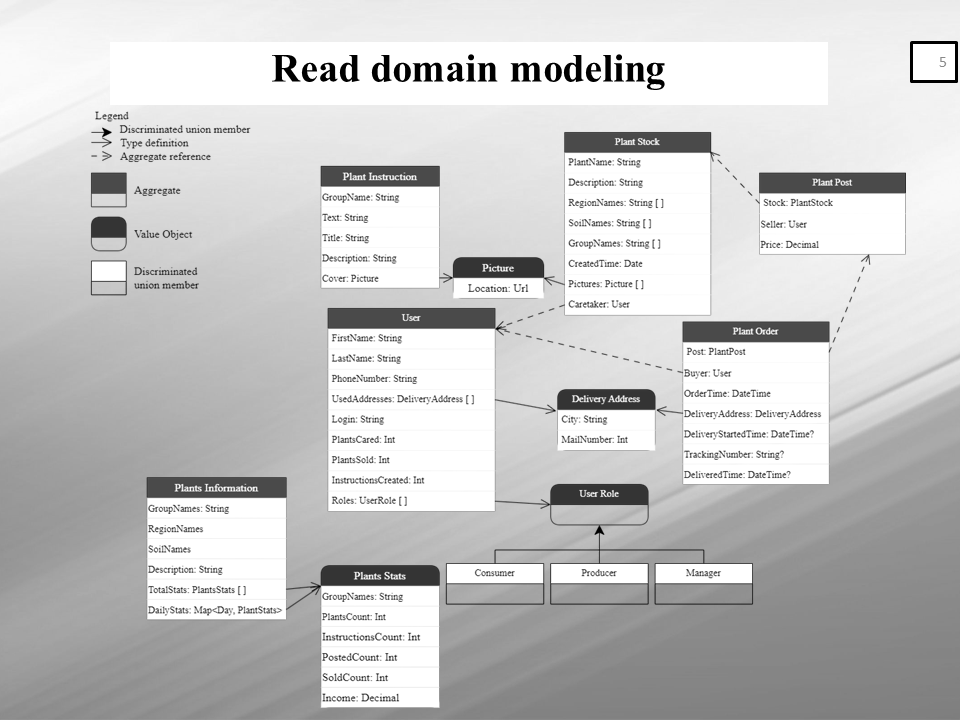 Read domain modeling
5
Legend
Discriminated union member
Type definition
Aggregate reference
Aggregate
Value Object
Discriminated
union member
Plant Instruction
GroupName: String
Text: String
Title: String
Description: String
Cover: Picture
Picture
Location: Url
Plant Stock
PlantName: String
Description: String
RegionNames: String [ ]
SoilNames: String [ ]
GroupNames: String [ ]
CreatedTime: Date
Pictures: Picture [ ]
Caretaker: User
Plant Post
Stock: PlantStock
Seller: User
Price: Decimal
User
FirstName: String
LastName: String
PhoneNumber: String
UsedAddresses: DeliveryAddress [ ]
Login: String
PlantsCared: Int
PlantsSold: Int
InstructionsCreated: Int
Roles: UserRole [ ]
Delivery Address
City: String
MailNumber: Int
Plant Order
Post: PlantPost
Buyer: User
OrderTime: DateTime
DeliveryAddress: DeliveryAddress
DeliveryStartedTime: DateTime?
TrackingNumber: String?
DeliveredTime: DateTime?
User Role
Consumer
Producer
Manager
Plants Information
GroupNames: String
RegionNames
SoilNames
Description: String
TotalStats: PlantsStats [ ]
DailyStats: Map<Day, PlantStats>
Plants Stats
GroupNames: String
PlantsCount: Int
InstructionsCount: Int
PostedCount: Int
SoldCount: Int
Income: Decimal